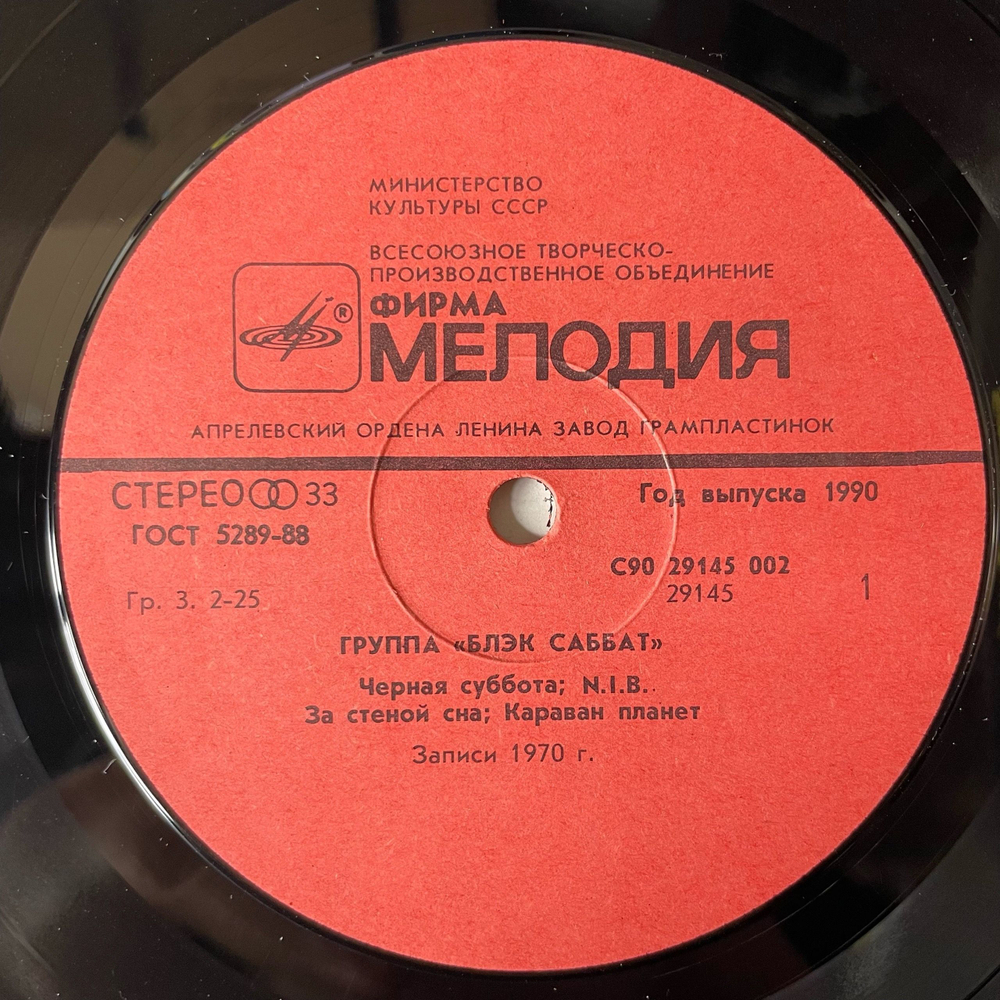 МИНИСТЕРСТВО
КУЛЬТУРЫ СССР
ВСЕСОЮЗНОЕ ТВОРЧЕСКО-
ПРОИЗВОДСТВЕННОЕ ОБЪЕДИНЕНИЕ
ФИРМА
®
МЕЛОДИЯ
АПРЕЛЕВСКИЙ ОРДЕНА ЛЕНИНА ЗАВОД ГРАМПЛАСТИНОК
СТЕРЕО 33
Год выпуска 1990
ГОСТ 5289-88
С90 29145 002
Гр. 3. 2-25
29145
1
ГРУППА «БЛЭК САББАТ»
Черная суббота; N.I.B.
За стеной сна; Караван планет
Записи 1970 г.